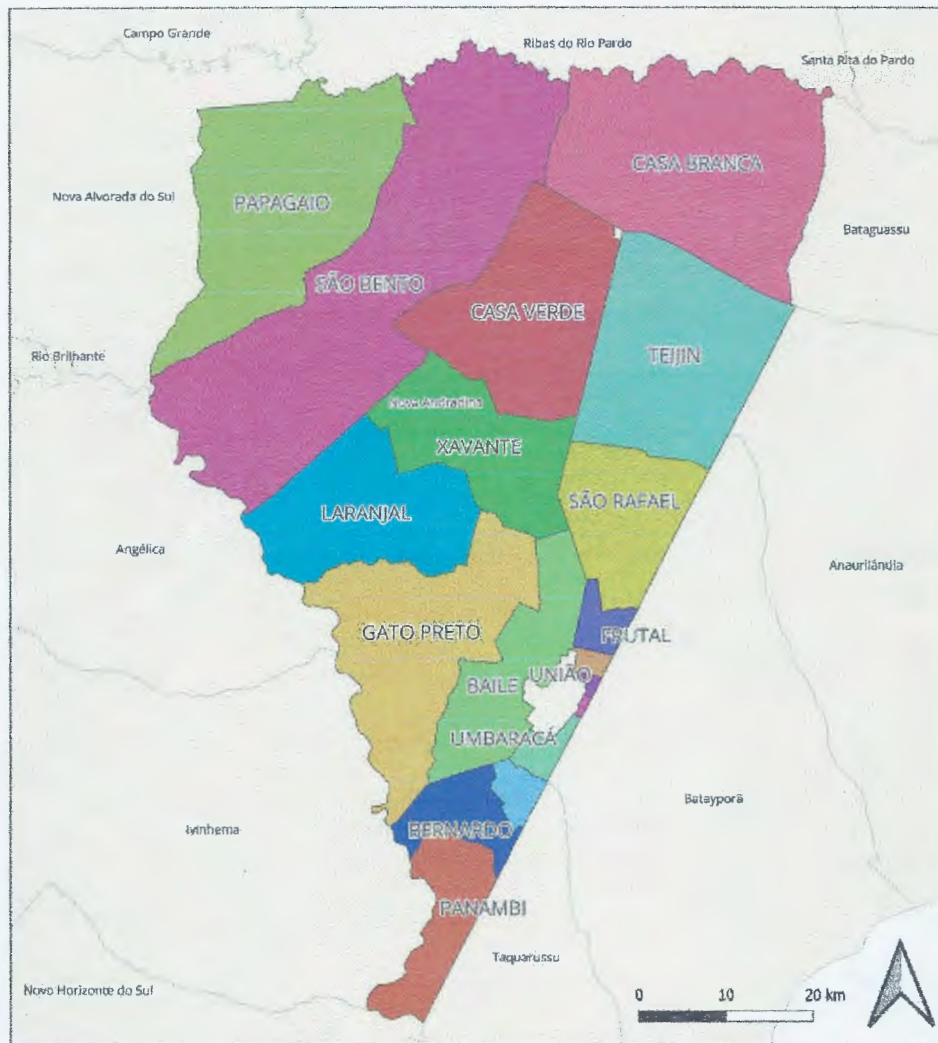 Campo Grande
Ribas do Rio Pardo
Santa Rita do Pardo
CASA BRANCA
Nova Alvorada do Sul
PAPAGAIO
Bataguassu
SÃO BENTO
CASA VERDE
Rio Brilhante
TEIJIN
Nova Andradina
XAVANTE
SÃO RAFAEL
LARANJAL
Angélica
Anaurilândia
GATO PRETO
FRUTAL
UNIÃO
BAILE
UMBARACÁ
Batayporã
Ivinhema
BERNARDO
PANAMBI
Taquarussu
Novo Horizonte do Sul
0 10 20 km